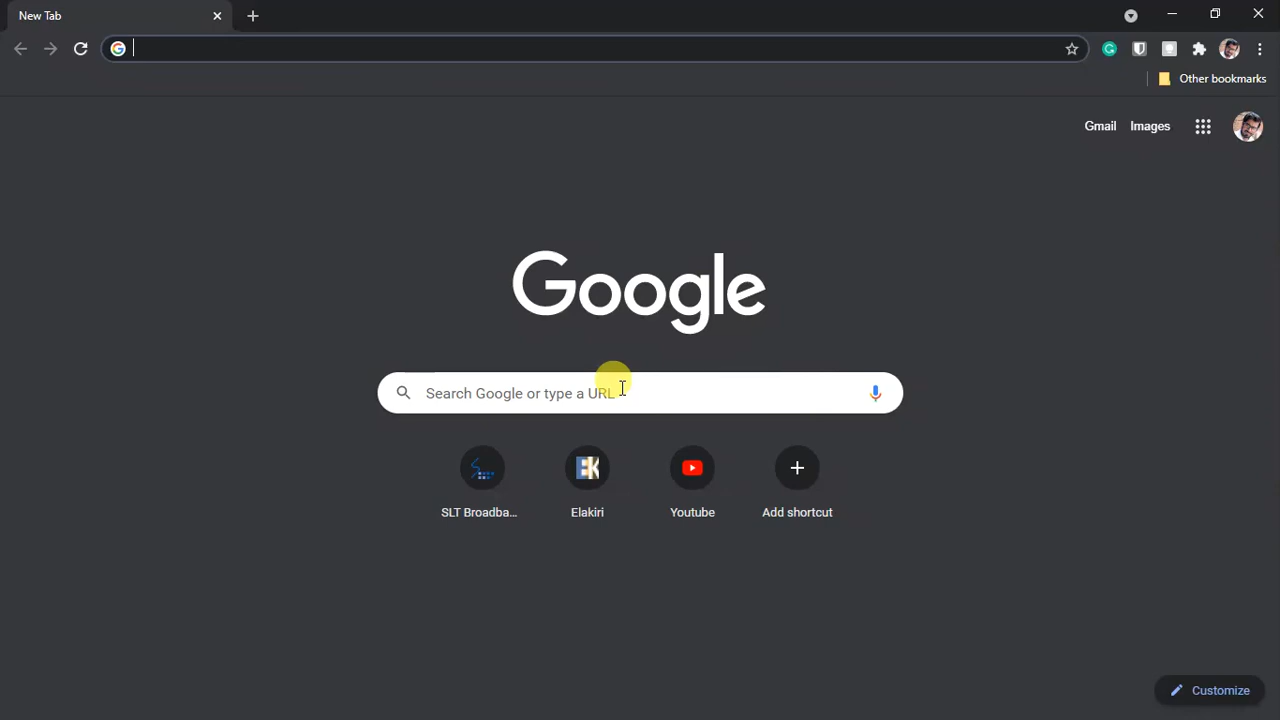 New Tab
Other bookmarks
Gmail Images
Google
Search Google or type a URL
SLT Broadba... Elakiri Youtube Add shortcut
Customize